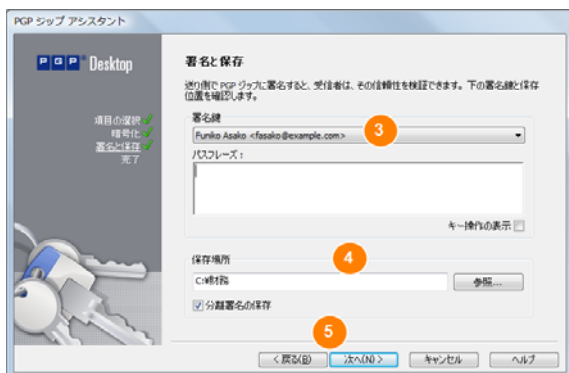 PGP ジップ アシスタント
PGP Desktop
項目の選択
暗号化
署名と保存
完了
署名と保存
送り側で PGP ジップに署名すると、受信者は、その信頼性を検証できます。下の署名鍵と保存
位置を確認します。
署名鍵
Fumiko Asako <fasako@example.com>
3
パスフレーズ：
キー操作の表示
保存場所
4
C:¥財務
参照...
分離署名の保存
5
< 戻る(B)
次へ(N) >
キャンセル
ヘルプ